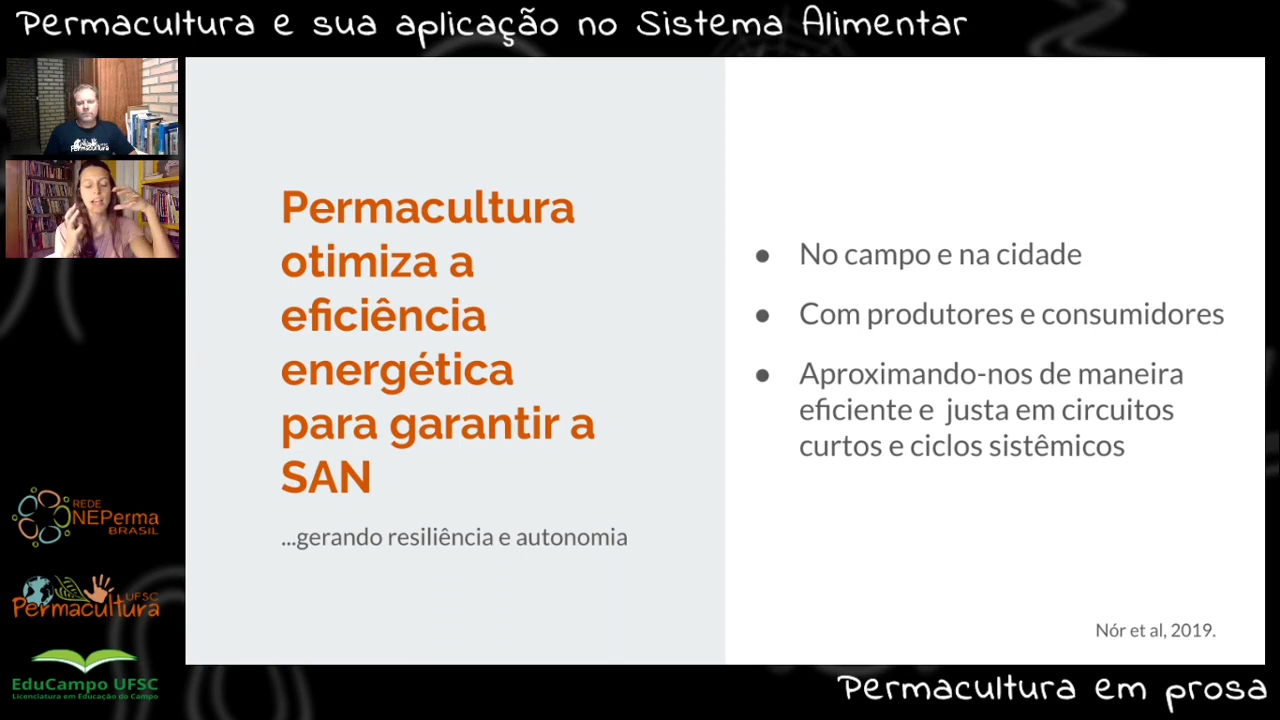 Permacultura e sua aplicação no Sistema Alimentar
Permacultura
otimiza a
eficiência
energética
para garantir a
SAN
...gerando resiliência e autonomia
● No campo e na cidade
● Com produtores e consumidores
● Aproximando-nos de maneira
eficiente e justa em circuitos
curtos e ciclos sistêmicos
Nór et al, 2019.
Permacultura
REDE
NEPerma
BRASIL
UFSC
Permacultura
EduCampo UFSC
Licenciatura em Educação do Campo
Permacultura em prosa